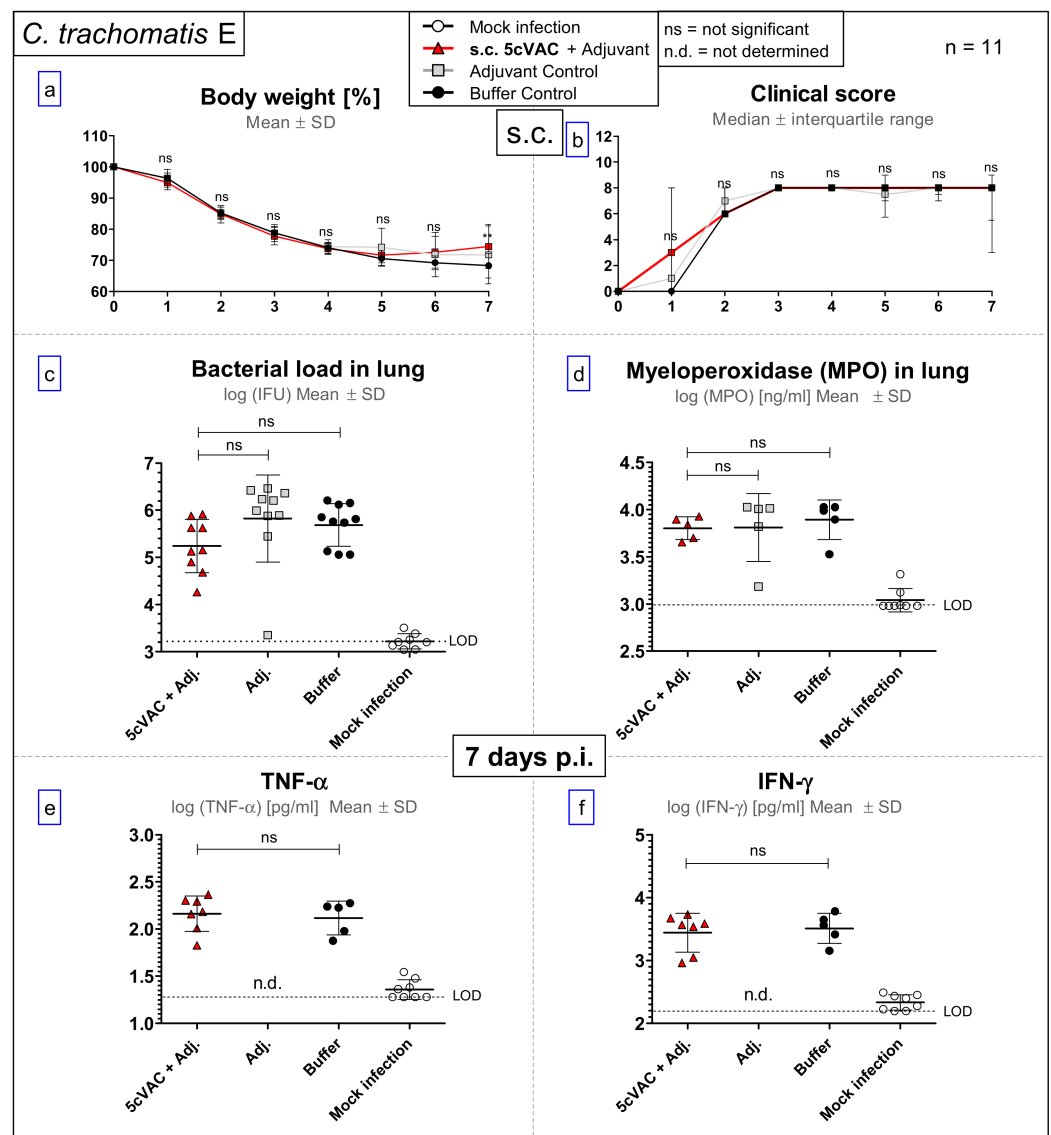 C. trachomatis E
Mock infection
s.c. 5cVAC + Adjuvant
Adjuvant Control
Buffer Control
ns = not significant
n.d. = not determined
n = 11
s.c.
a
Body weight [%]
Mean ± SD
110
100
90
80
70
60
ns
ns
ns
ns
ns
ns
**
0 1 2 3 4 5 6 7
b
Clinical score
Median ± interquartile range
12
10
8
6
4
2
0
ns
ns
ns
ns
ns
ns
ns
0 1 2 3 4 5 6 7
c
Bacterial load in lung
log (IFU) Mean ± SD
ns
ns
7
6
5
4
3
LOD
5cVAC + Adj.
Adj.
Buffer
Mock infection
d
Myeloperoxidase (MPO) in lung
log (MPO) [ng/ml] Mean ± SD
ns
ns
4.5
4.0
3.5
3.0
2.5
LOD
5cVAC + Adj.
Adj.
Buffer
Mock infection
7 days p.i.
e
TNF-α
log (TNF-α) [pg/ml] Mean ± SD
ns
3.0
2.5
2.0
1.5
1.0
n.d.
LOD
5cVAC + Adj.
Adj.
Buffer
Mock infection
f
IFN-γ
log (IFN-γ) [pg/ml] Mean ± SD
ns
5
4
3
2
n.d.
LOD
5cVAC + Adj.
Adj.
Buffer
Mock infection